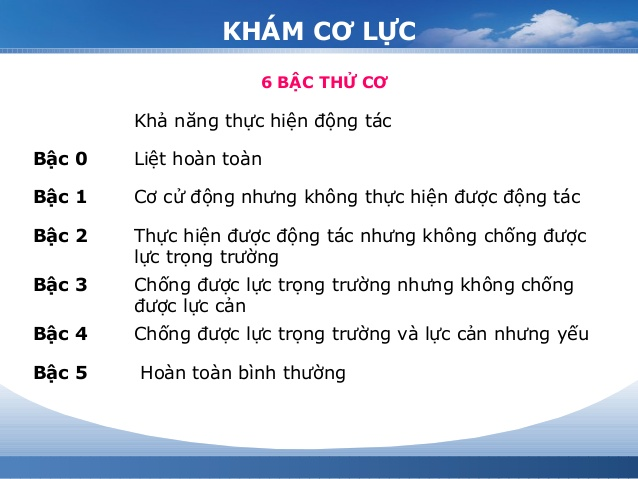 KHÁM CƠ LỰC
6 BẬC THỬ CƠ
Khả năng thực hiện động tác
Bậc 0 Liệt hoàn toàn
Bậc 1 Cơ cử động nhưng không thực hiện được động tác
Bậc 2 Thực hiện được động tác nhưng không chống được
lực trọng trường
Bậc 3 Chống được lực trọng trường nhưng không chống
được lực cản
Bậc 4 Chống được lực trọng trường và lực cản nhưng yếu
Bậc 5 Hoàn toàn bình thường